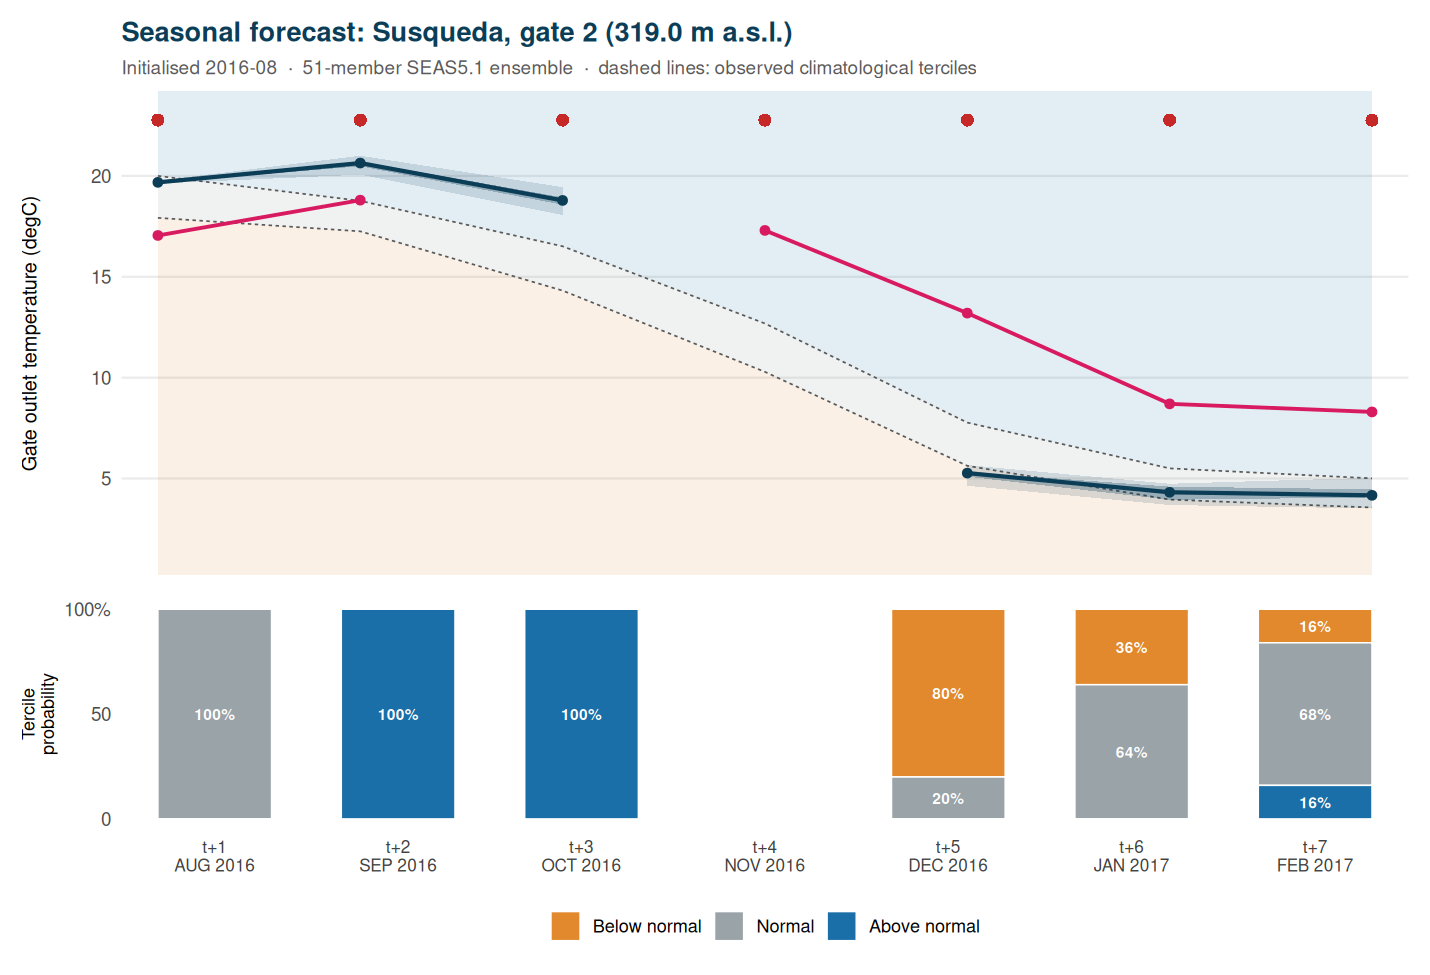 Seasonal forecast: Susqueda, gate 2 (319.0 m a.s.l.)
Initialised 2016-08 · 51-member SEAS5.1 ensemble · dashed lines: observed climatological terciles
Gate outlet temperature (degC)
20
15
10
5
Tercile
probability
100%
50
0
100%
100%
100%
80%
20%
36%
64%
16%
68%
16%
t+1
AUG 2016
t+2
SEP 2016
t+3
OCT 2016
t+4
NOV 2016
t+5
DEC 2016
t+6
JAN 2017
t+7
FEB 2017
Below normal
Normal
Above normal